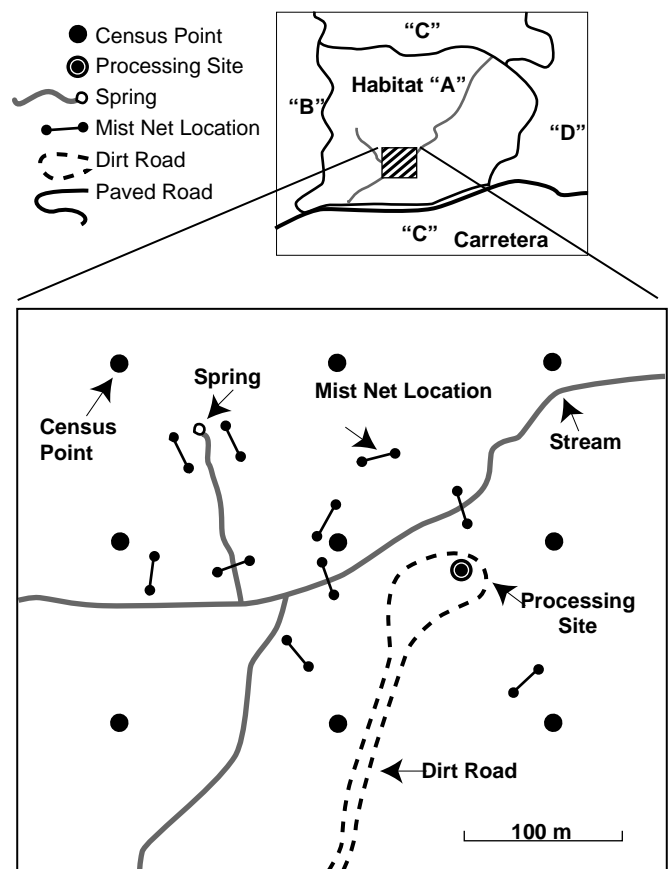 Census Point
Processing Site
Spring
Mist Net Location
Dirt Road
Paved Road
“C”
Habitat “A”
“B”
“D”
“C”
Carretera
Spring
Mist Net Location
Census
Point
Stream
Processing
Site
Dirt Road
100 m